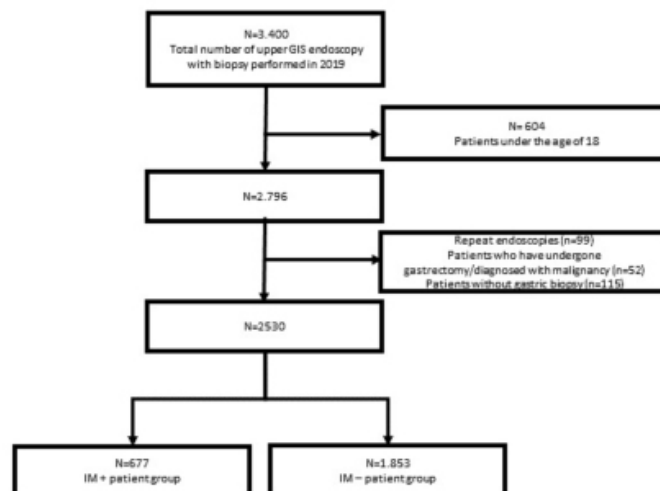 N=3.400
Total number of upper GIS endoscopy
with biopsy performed in 2019
N= 604
Patients under the age of 18
N=2.796
Repeat endoscopies (n=99)
Patients who have undergone
gastrectomy/diagnosed with malignancy (n=52)
Patients without gastric biopsy (n=115)
N=2530
N=677
IM + patient group
N=1.853
IM – patient group